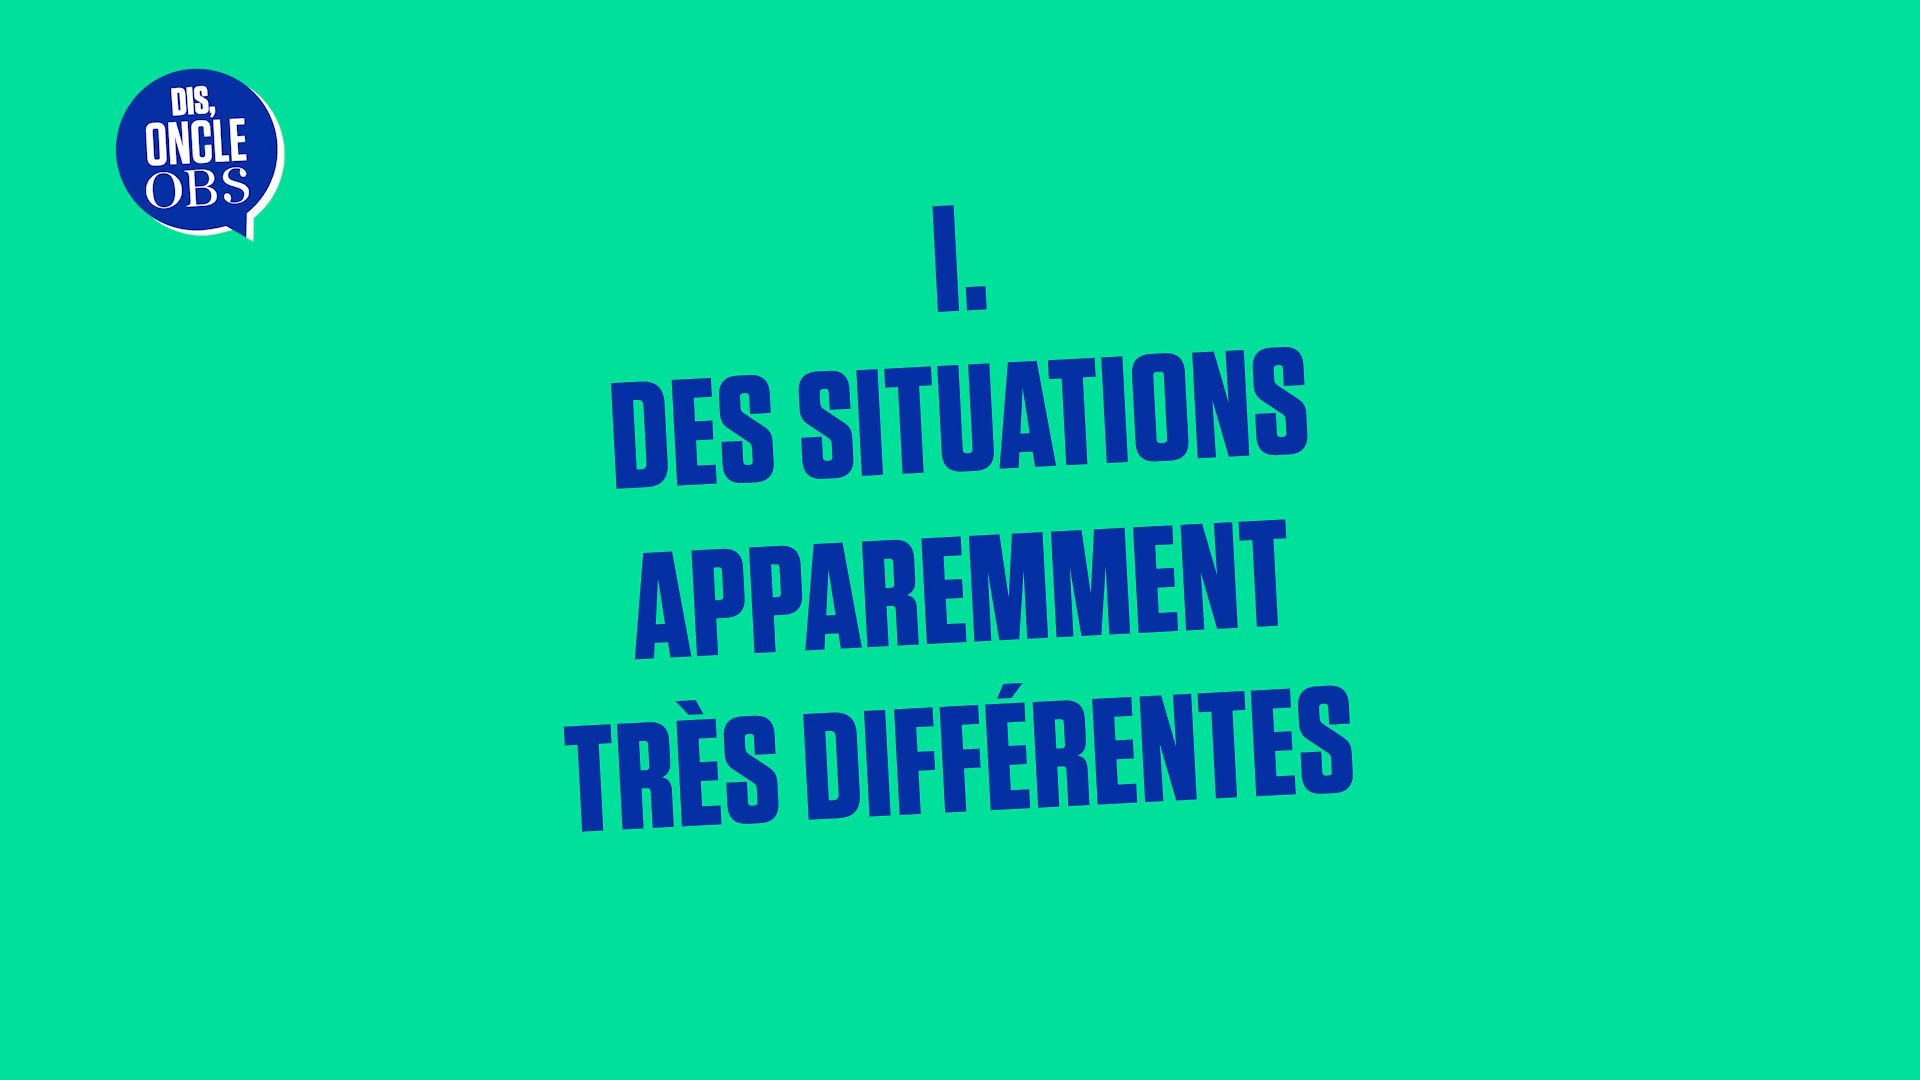 DIS,
ONCLE
OBS
I.
DES SITUATIONS
APPAREMMENT
TRÈS DIFFÉRENTES